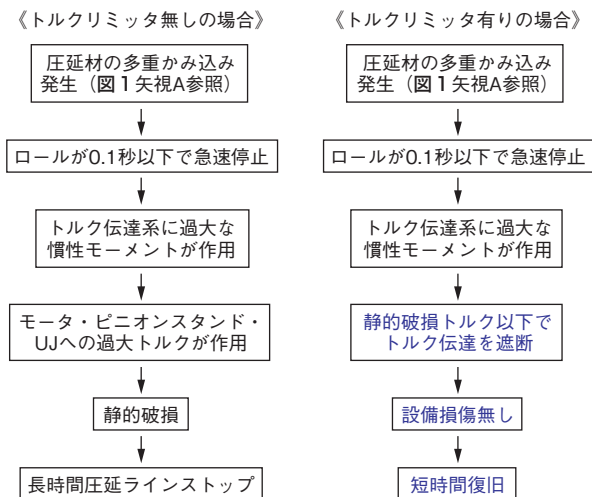 《トルクリミッタ無しの場合》
圧延材の多重かみ込み
発生（図1矢視A参照）
ロールが0.1秒以下で急速停止
トルク伝達系に過大な
慣性モーメントが作用
モータ・ピニオンスタンド・
UJへの過大トルクが作用
静的破損
長時間圧延ラインストップ
《トルクリミッタ有りの場合》
圧延材の多重かみ込み
発生（図1矢視A参照）
ロールが0.1秒以下で急速停止
トルク伝達系に過大な
慣性モーメントが作用
静的破損トルク以下で
トルク伝達を遮断
設備損傷無し
短時間復旧